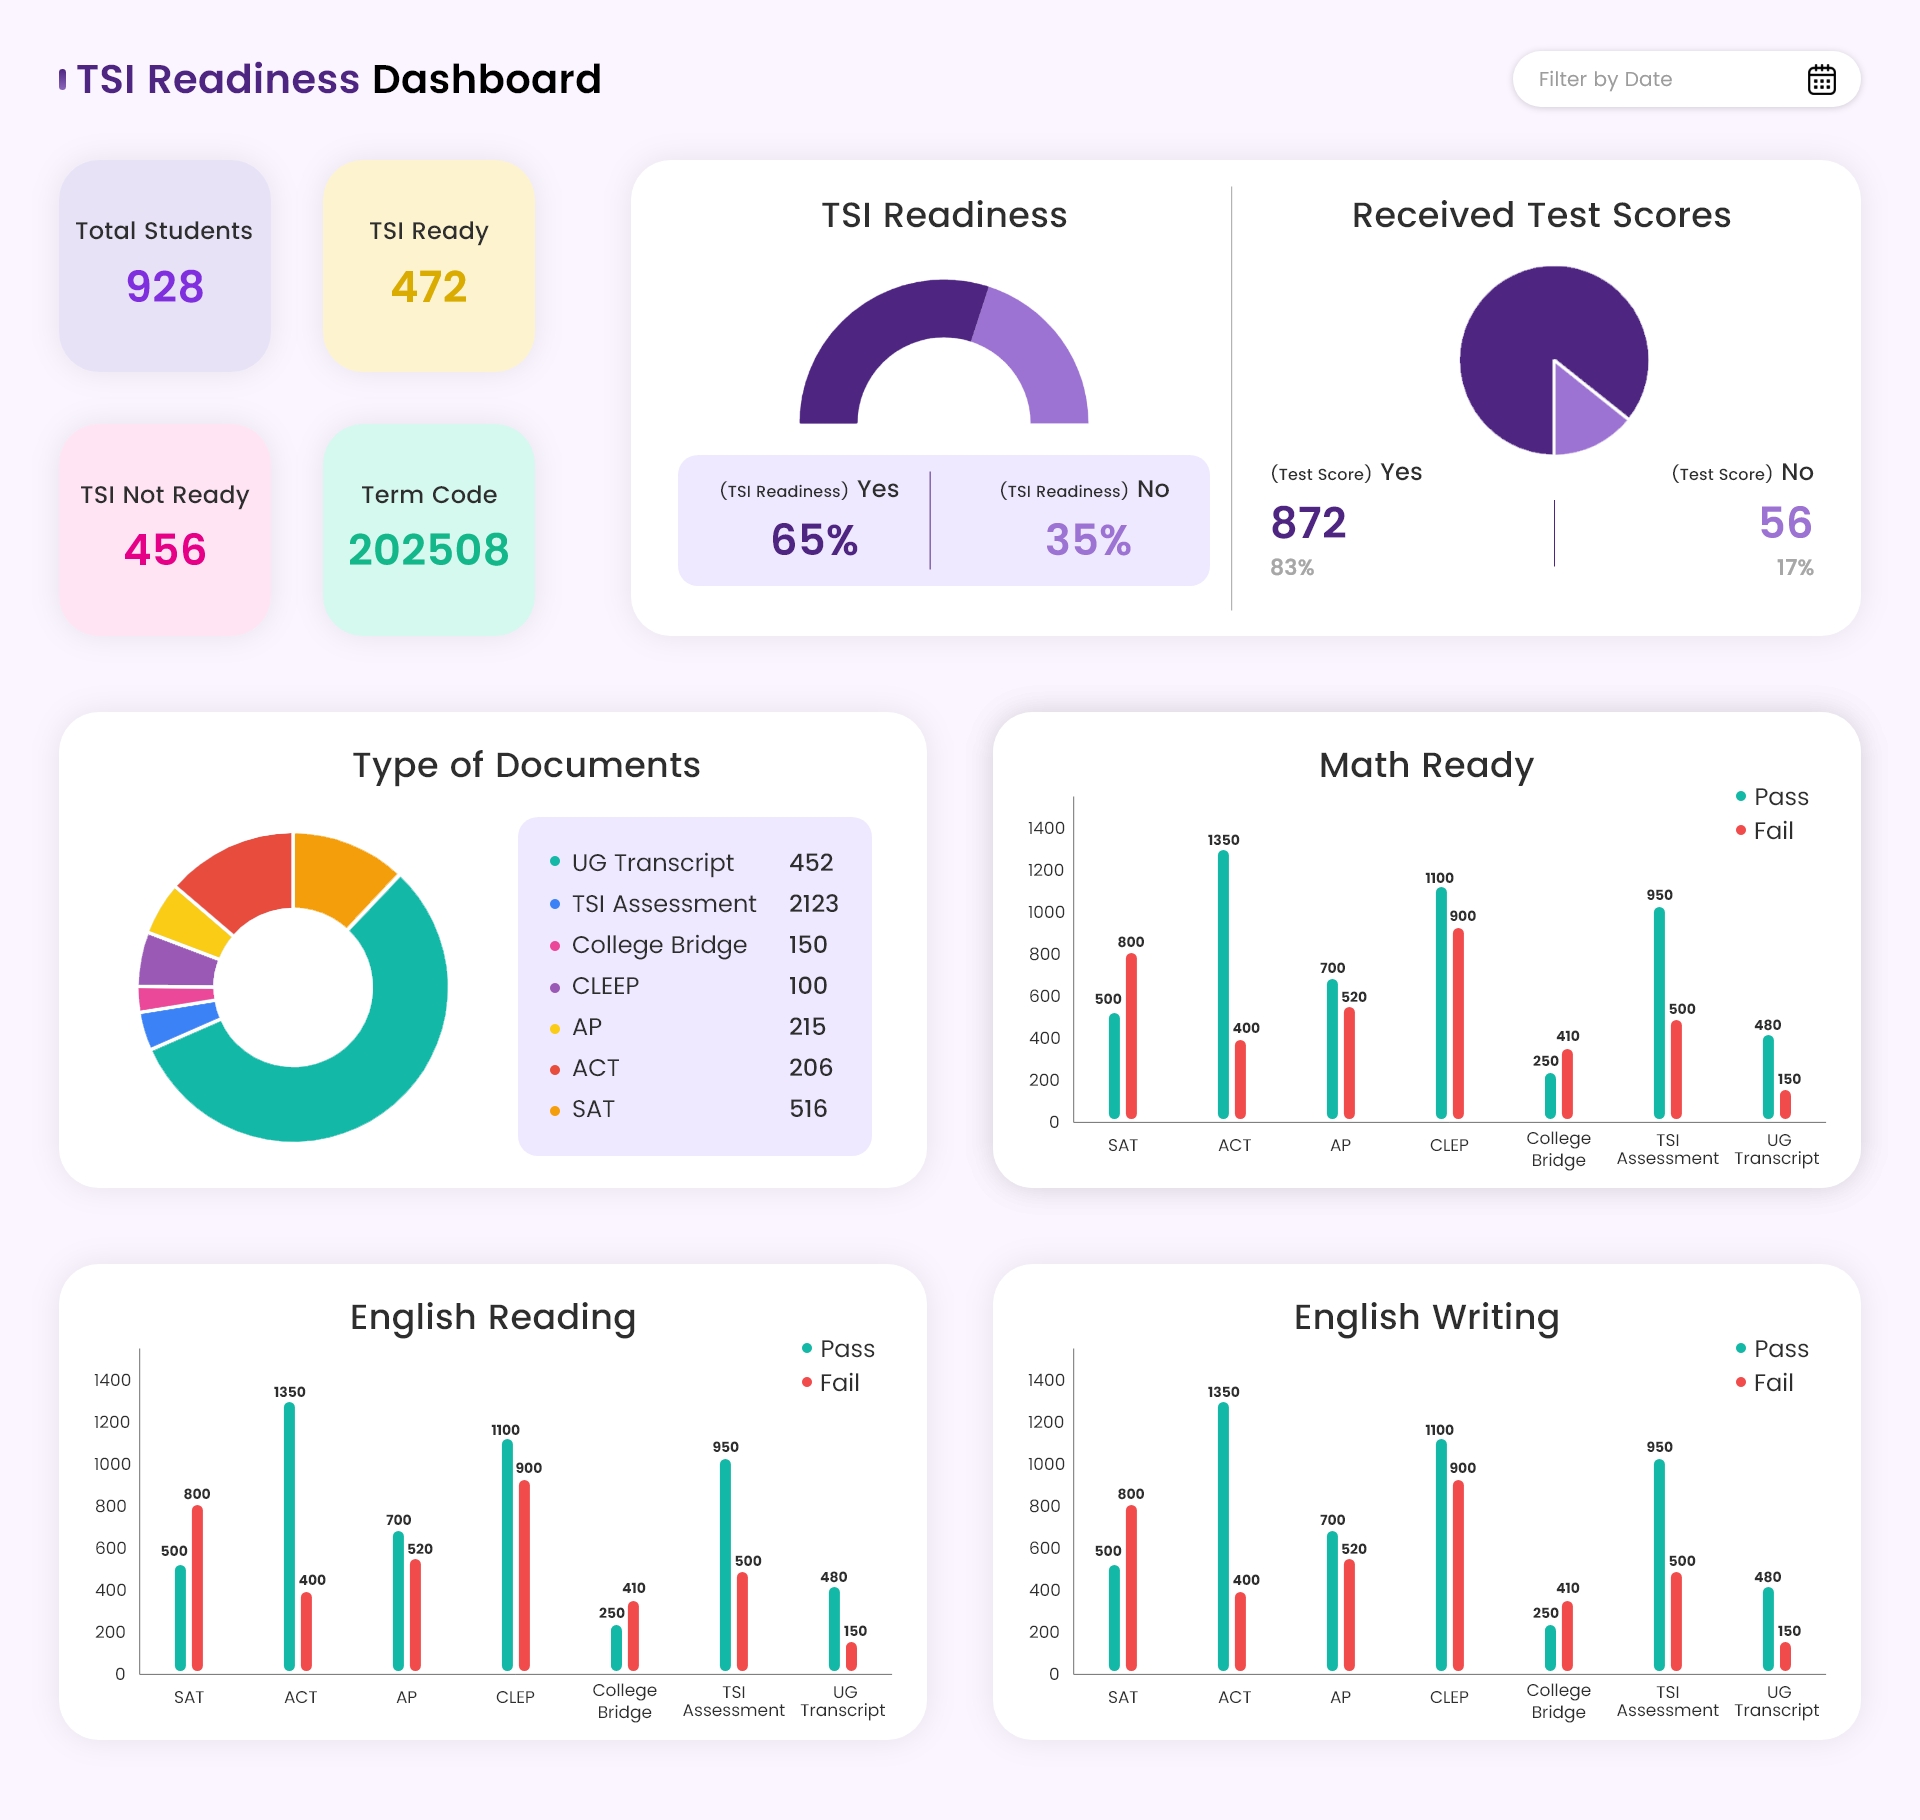 TSI Readiness Dashboard
Filter by Date
Total Students
928
TSI Ready
472
TSI Not Ready
456
Term Code
202508
TSI Readiness
(TSI Readiness) Yes
65%
(TSI Readiness) No
35%
Received Test Scores
(Test Score) Yes
872
83%
(Test Score) No
56
17%
Type of Documents
UG Transcript 452
TSI Assessment 2123
College Bridge 150
CLEEP 100
AP 215
ACT 206
SAT 516
Math Ready
Pass
Fail
1400
1200
1000
800
600
400
200
0
500
800
1350
400
700
520
1100
900
250
410
950
500
480
150
SAT
ACT
AP
CLEP
College
Bridge
TSI
Assessment
UG
Transcript
English Reading
Pass
Fail
1400
1200
1000
800
600
400
200
0
500
800
1350
400
700
520
1100
900
250
410
950
500
480
150
SAT
ACT
AP
CLEP
College
Bridge
TSI
Assessment
UG
Transcript
English Writing
Pass
Fail
1400
1200
1000
800
600
400
200
0
500
800
1350
400
700
520
1100
900
250
410
950
500
480
150
SAT
ACT
AP
CLEP
College
Bridge
TSI
Assessment
UG
Transcript